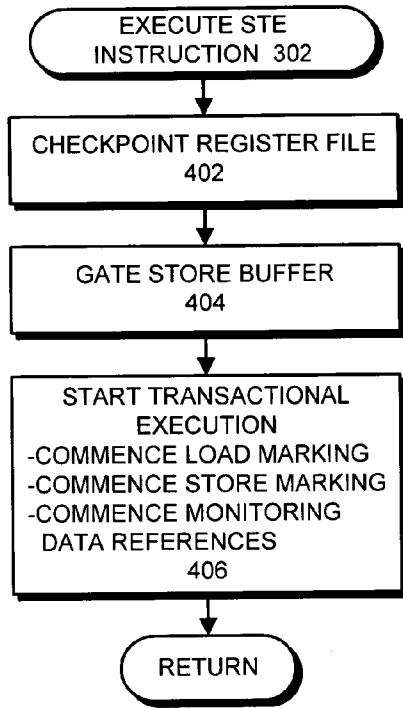 EXECUTE STE
INSTRUCTION 302
CHECKPOINT REGISTER FILE
402
GATE STORE BUFFER
404
START TRANSACTIONAL
EXECUTION
-COMMENCE LOAD MARKING
-COMMENCE STORE MARKING
-COMMENCE MONITORING
DATA REFERENCES
406
RETURN